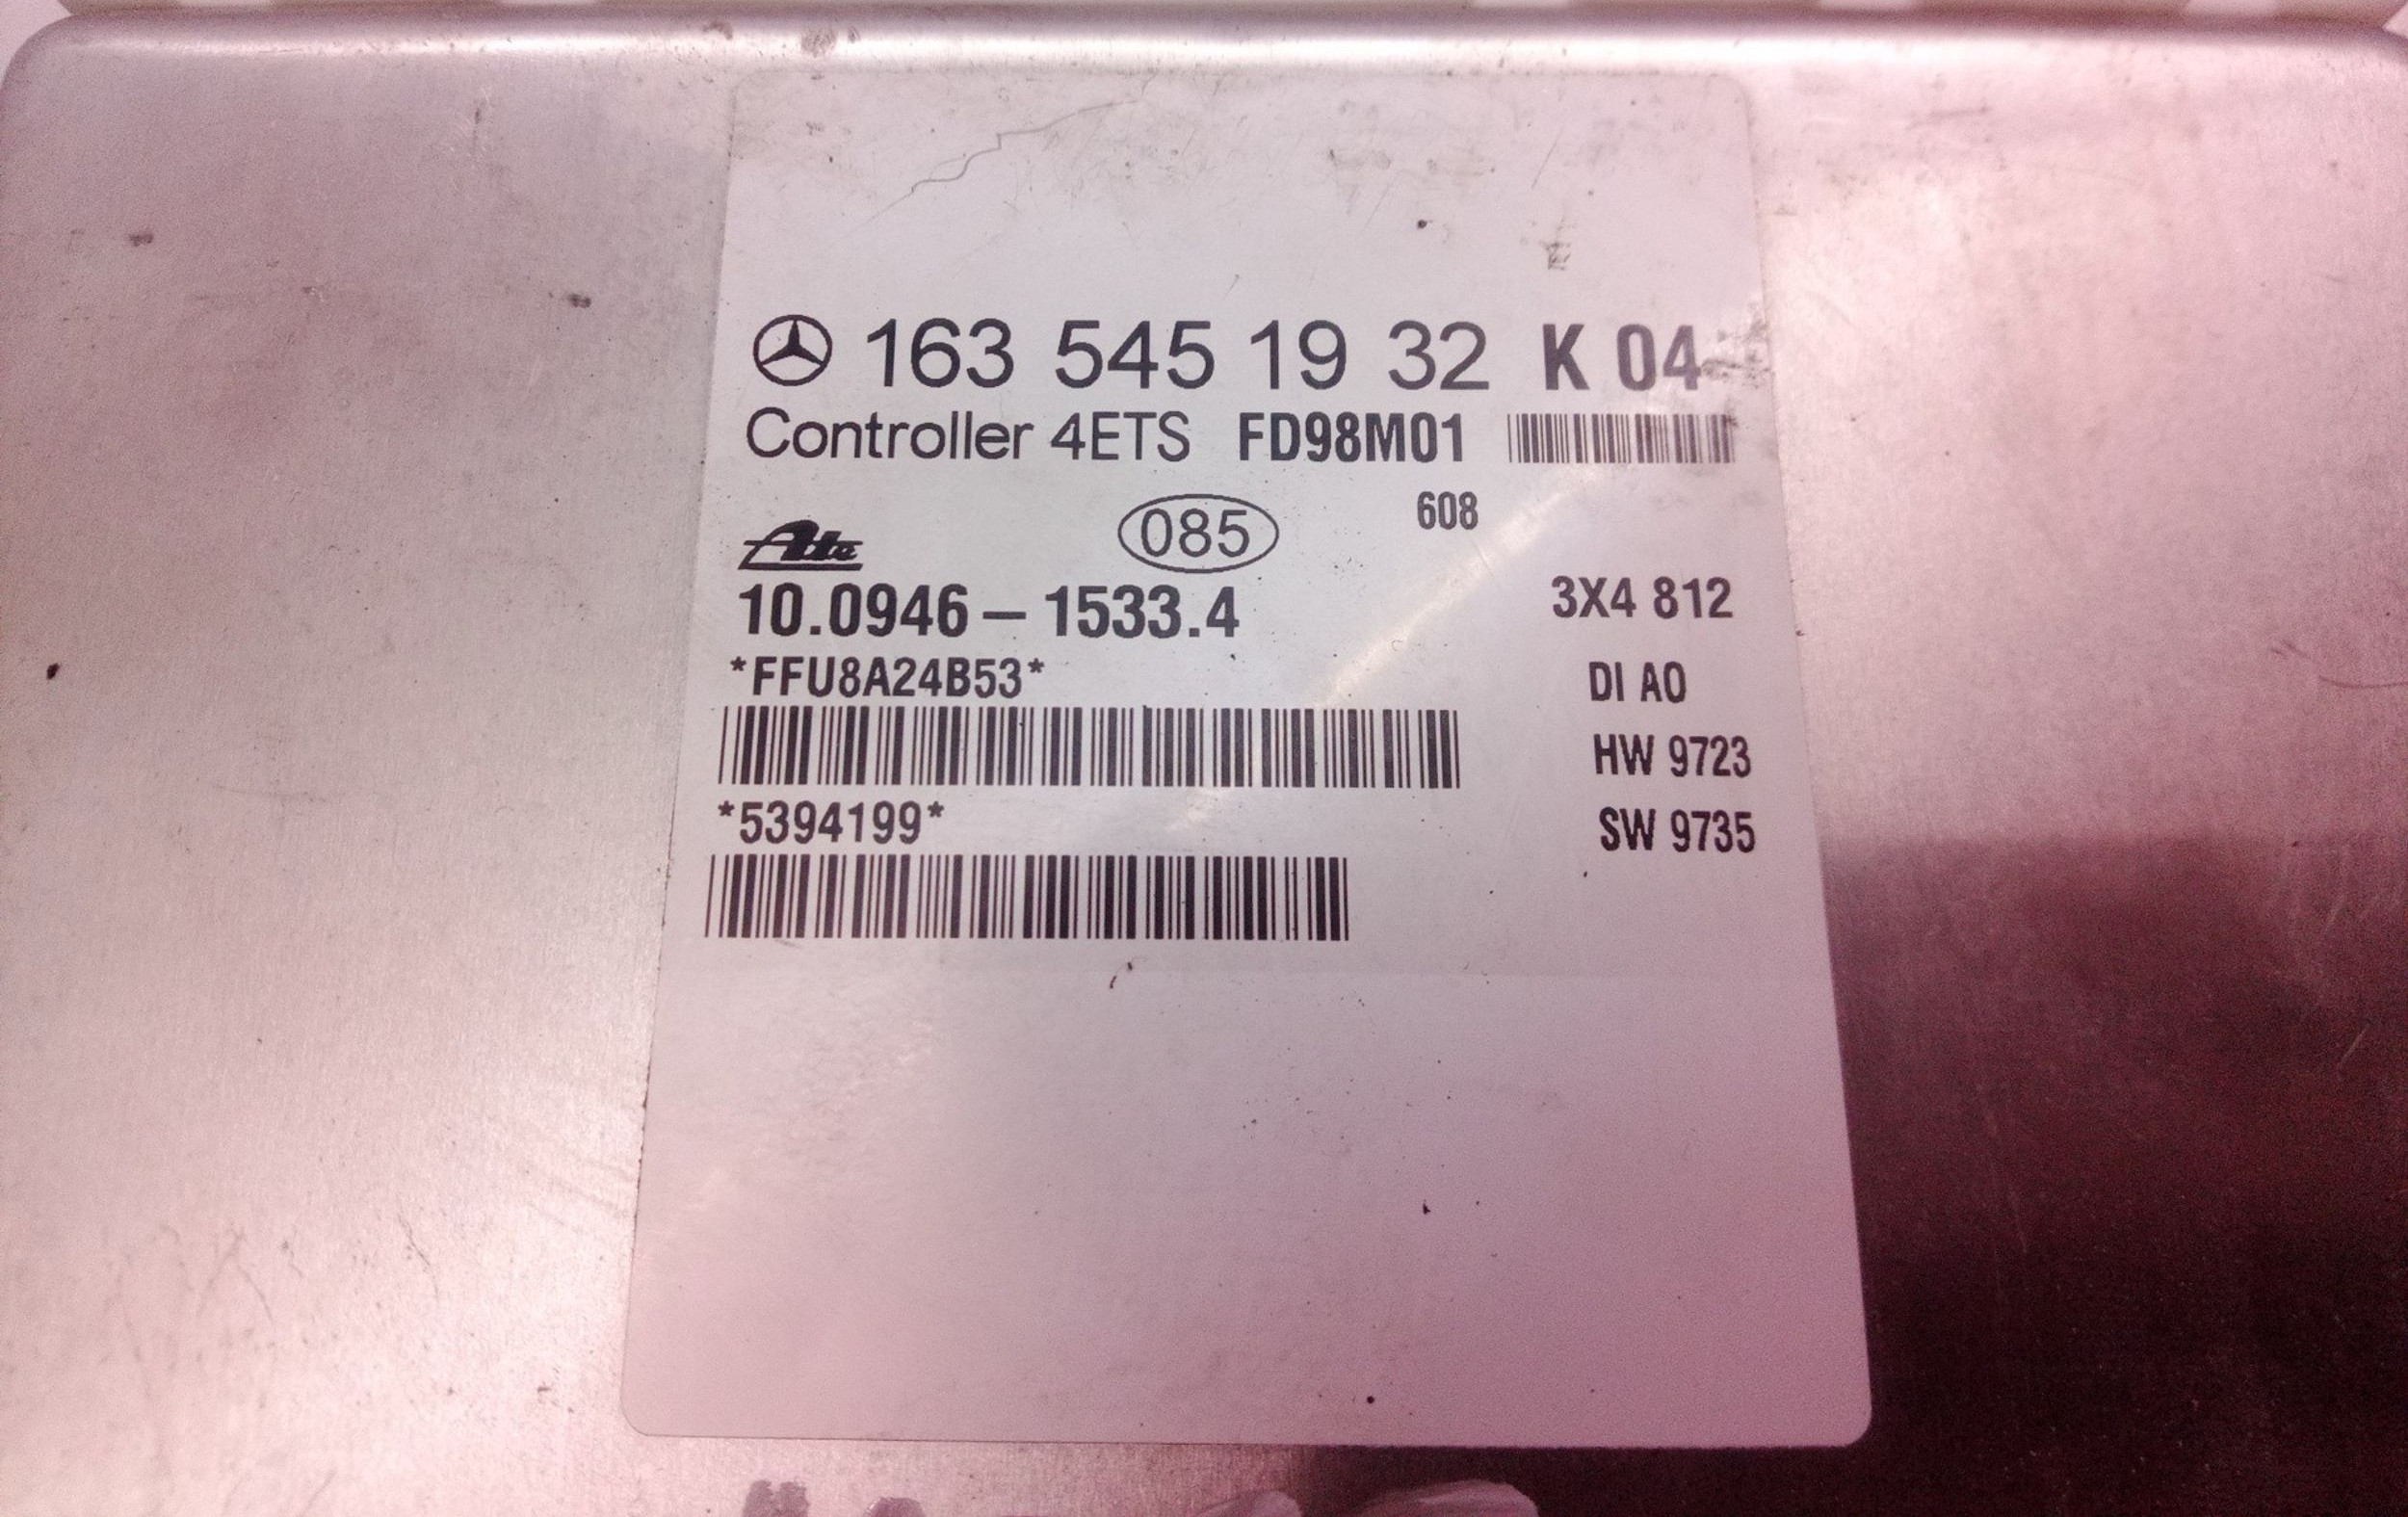 163 545 19 32 K 04
Controller 4ETS FD98M01
Ate 085 608
10.0946 – 1533.4 3X4 812
*FFU8A24B53* DI A0
HW 9723
*5394199* SW 9735